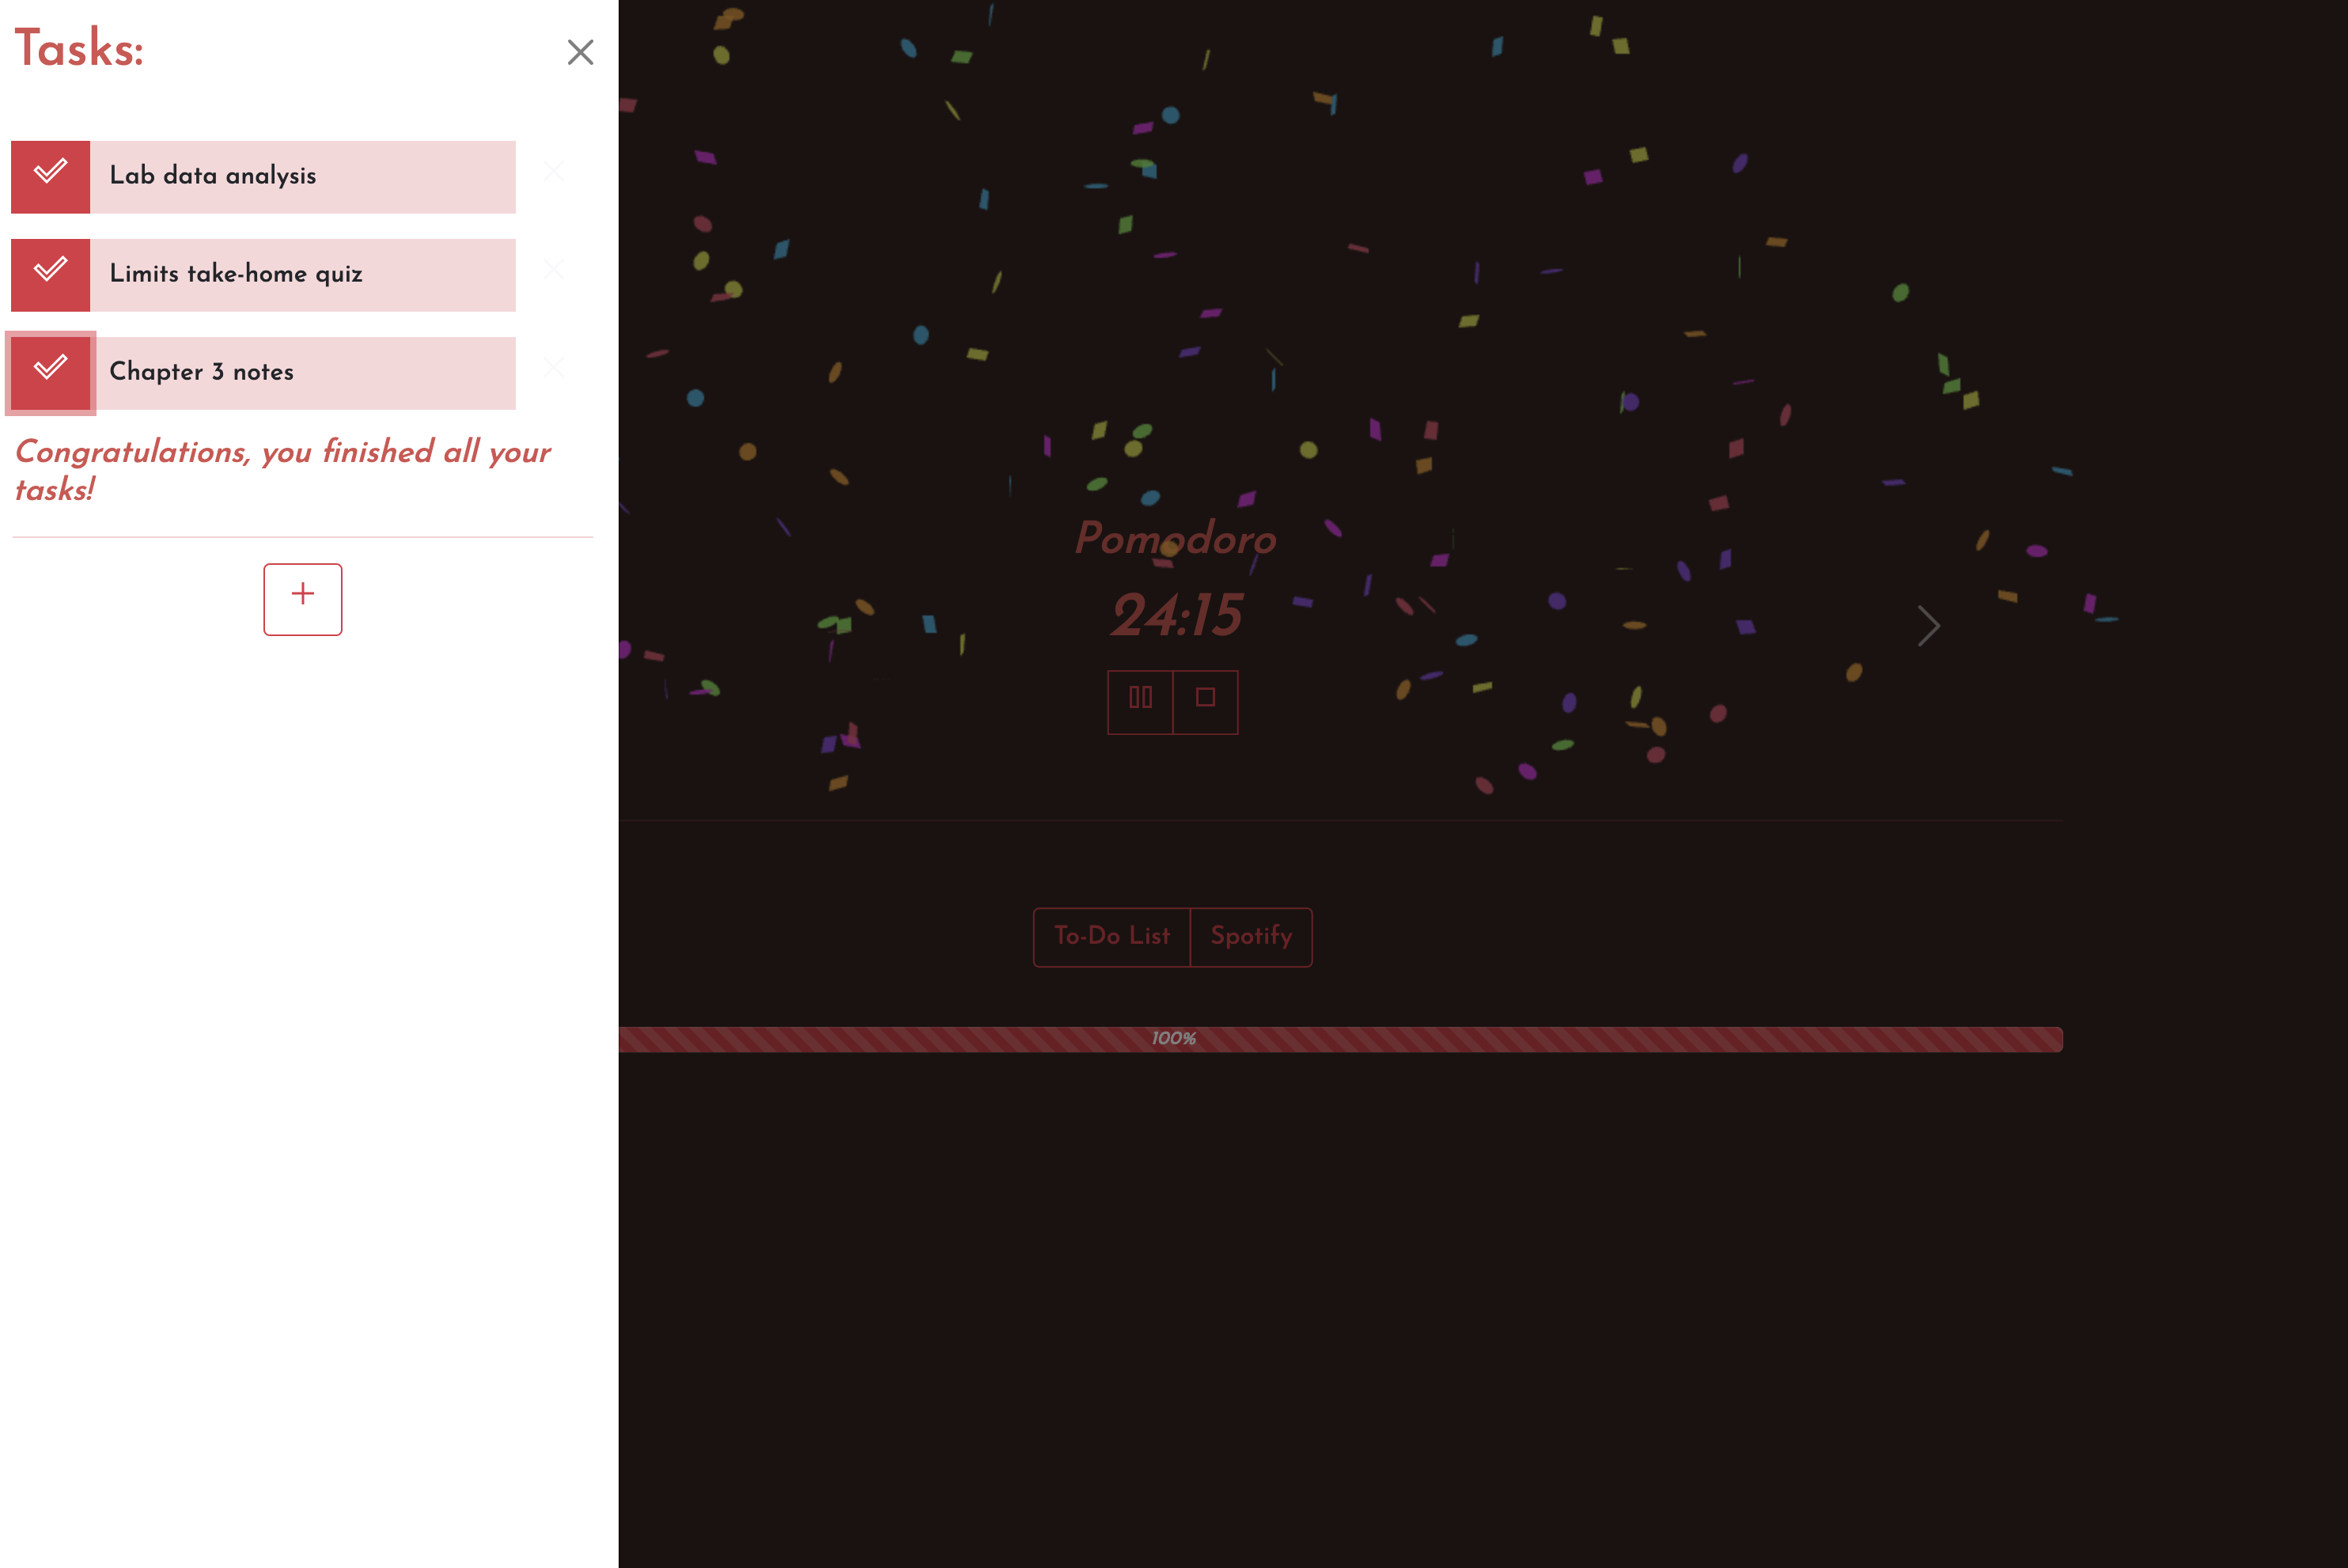 Tasks:
Lab data analysis
Limits take-home quiz
Chapter 3 notes
Congratulations, you finished all your
tasks!
Pomodoro
24:15
To-Do List
Spotify
100%